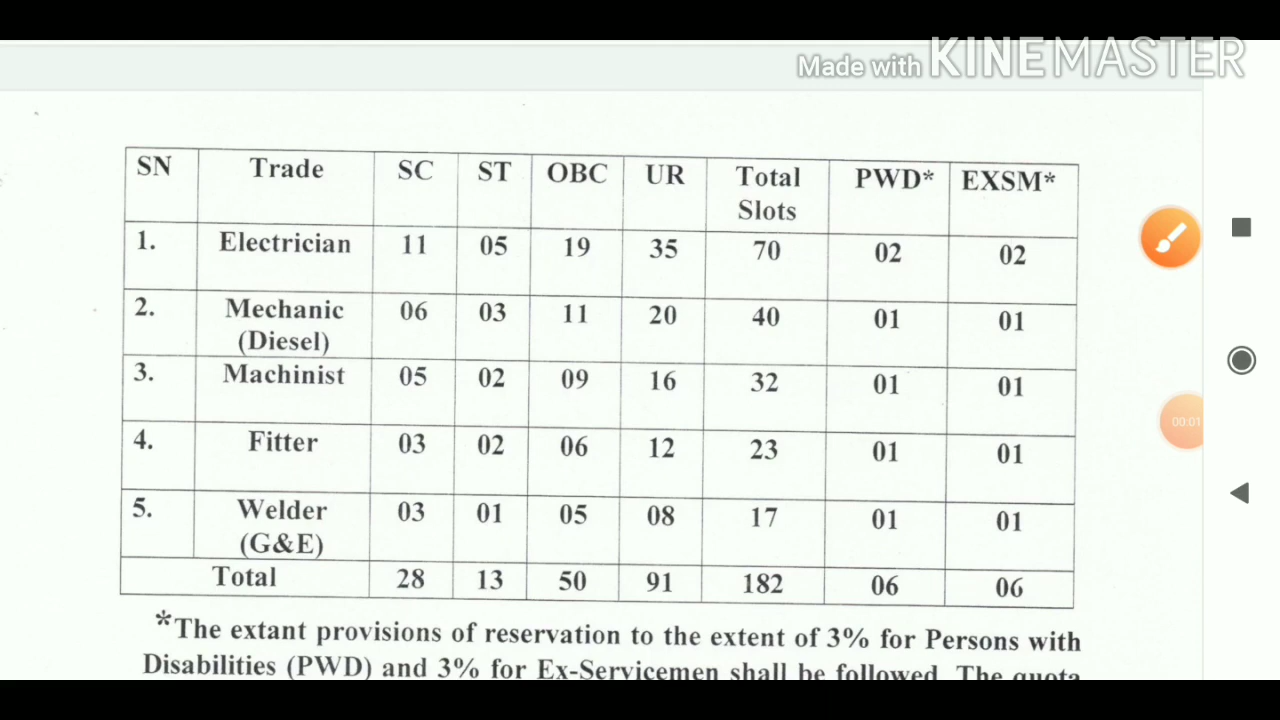 Made with KINEMASTER
SN Trade SC ST OBC UR Total Slots PWD* EXSM*
1. Electrician 11 05 19 35 70 02 02
2. Mechanic (Diesel) 06 03 11 20 40 01 01
3. Machinist 05 02 09 16 32 01 01
4. Fitter 03 02 06 12 23 01 01
5. Welder (G&E) 03 01 05 08 17 01 01
Total 28 13 50 91 182 06 06
*The extant provisions of reservation to the extent of 3% for Persons with
Disabilities (PWD) and 3% for Ex-Servicemen shall be followed. The quota
00:01